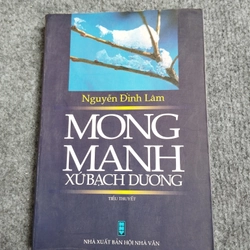 Nguyễn Đình Lâm
MONG
MANH
XỨ BẠCH DƯƠNG
TIỂU THUYẾT
NHÀ XUẤT BẢN HỘI NHÀ VĂN